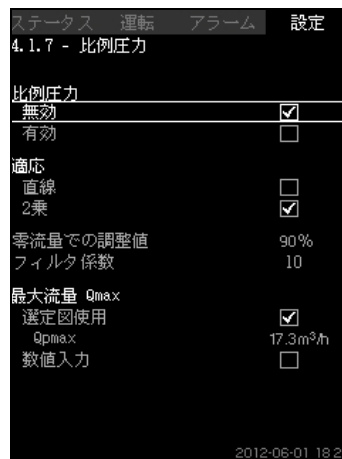 ステータス 運転 アラーム 設定
4.1.7 - 比例圧力
比例圧力
無効
有効
適応
直線
2乗
零流量での調整値 90%
フィルタ係数 10
最大流量 Qmax
選定図使用
Qpmax 17.3m³/h
数値入力
2012-06-01 18:2